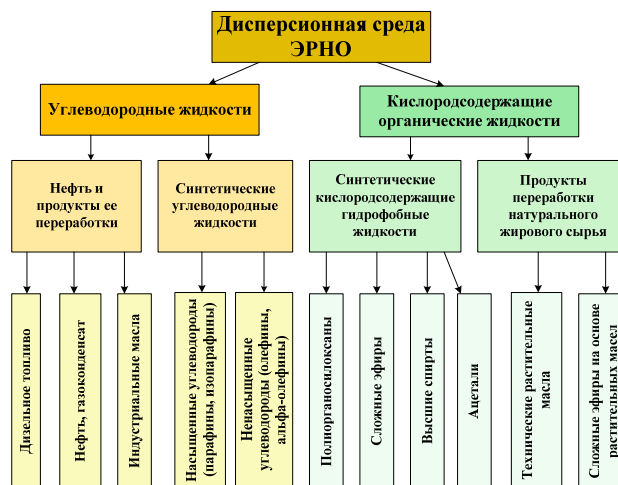 Дисперсионная среда
ЭРНО
Углеводородные жидкости
Кислородсодержащие
органические жидкости
Нефть и
продукты ее
переработки
Синтетические
углеводородные
жидкости
Синтетические
кислородсодержащие
гидрофобные
жидкости
Продукты
переработки
натурального
жирового сырья
Дизельное топливо
Нефть, газоконденсат
Индустриальные масла
Насыщенные углеводороды
(парафины, изопарафины)
Ненасыщенные
углеводороды (олефины,
альфа-олефины)
Полиорганосилоксаны
Сложные эфиры
Высшие спирты
Ацетали
Технические растительные
масла
Сложные эфиры на основе
растительных масел